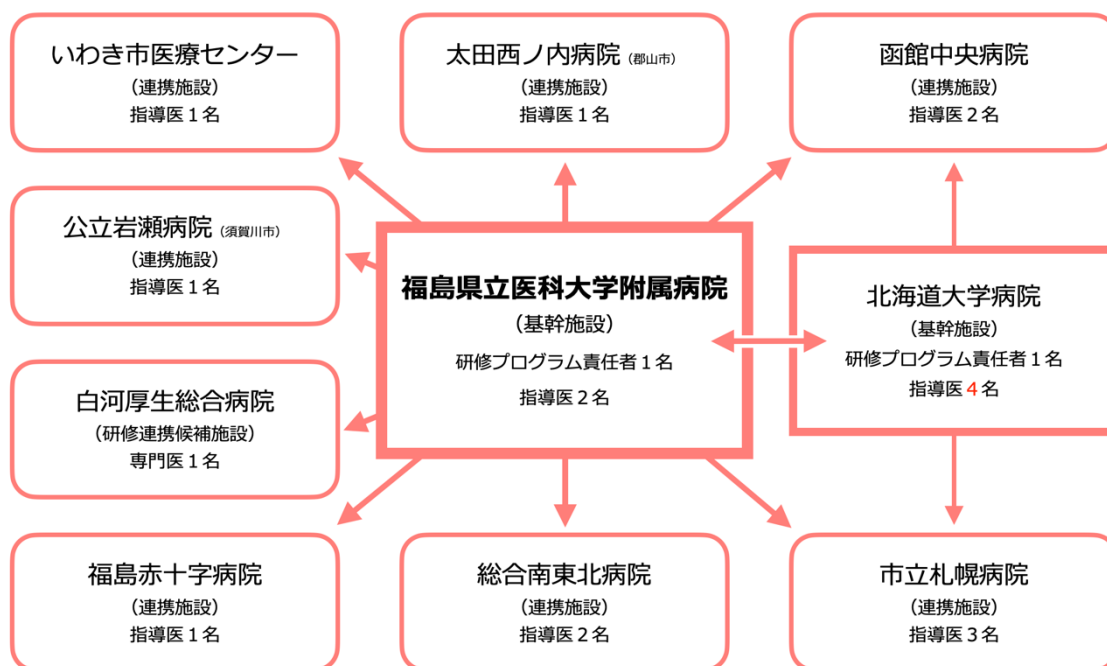 いわき市医療センター
（連携施設）
指導医１名
太田西ノ内病院（郡山市）
（連携施設）
指導医１名
函館中央病院
（連携施設）
指導医２名
公立岩瀬病院（須賀川市）
（連携施設）
指導医１名
福島県立医科大学附属病院
（基幹施設）
研修プログラム責任者１名
指導医２名
北海道大学病院
（基幹施設）
研修プログラム責任者１名
指導医４名
白河厚生総合病院
（研修連携候補施設）
専門医１名
福島赤十字病院
（連携施設）
指導医１名
総合南東北病院
（連携施設）
指導医２名
市立札幌病院
（連携施設）
指導医３名